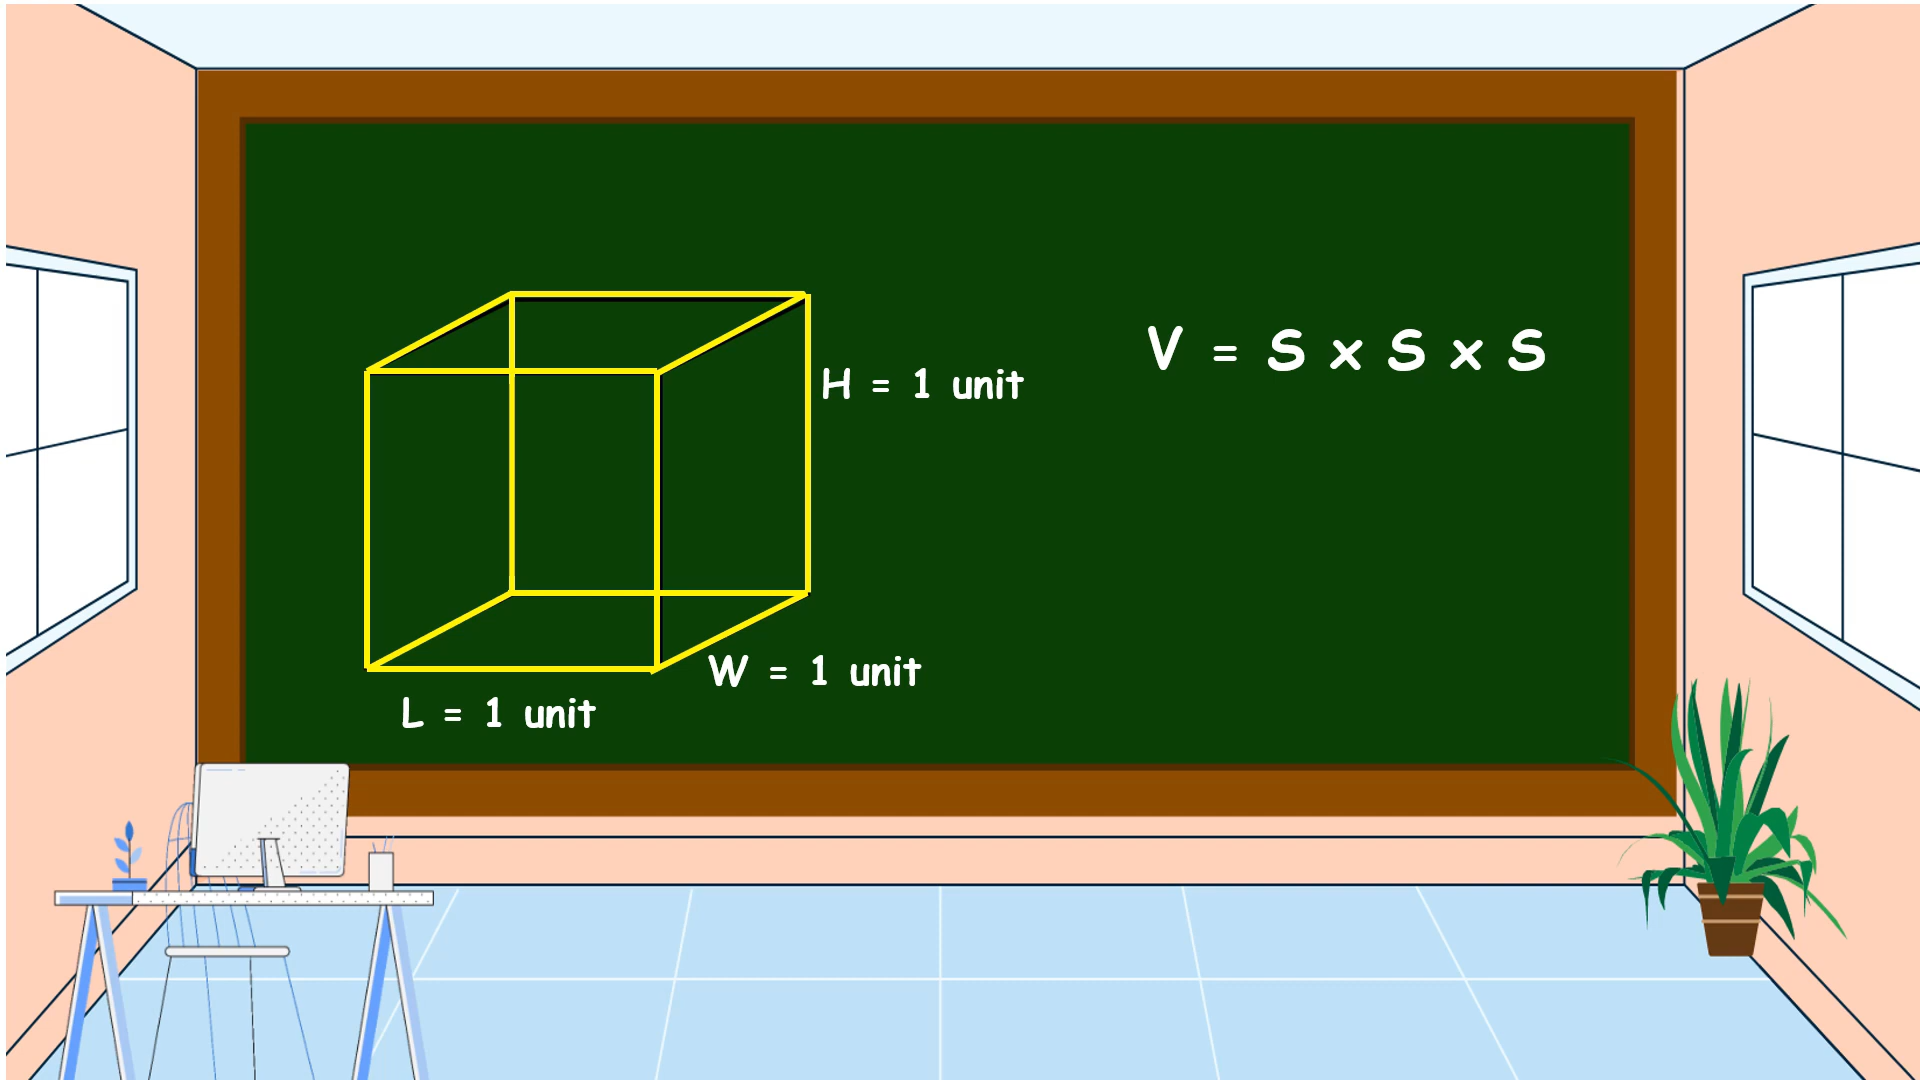 V = S x S x S
H = 1 unit
W = 1 unit
L = 1 unit